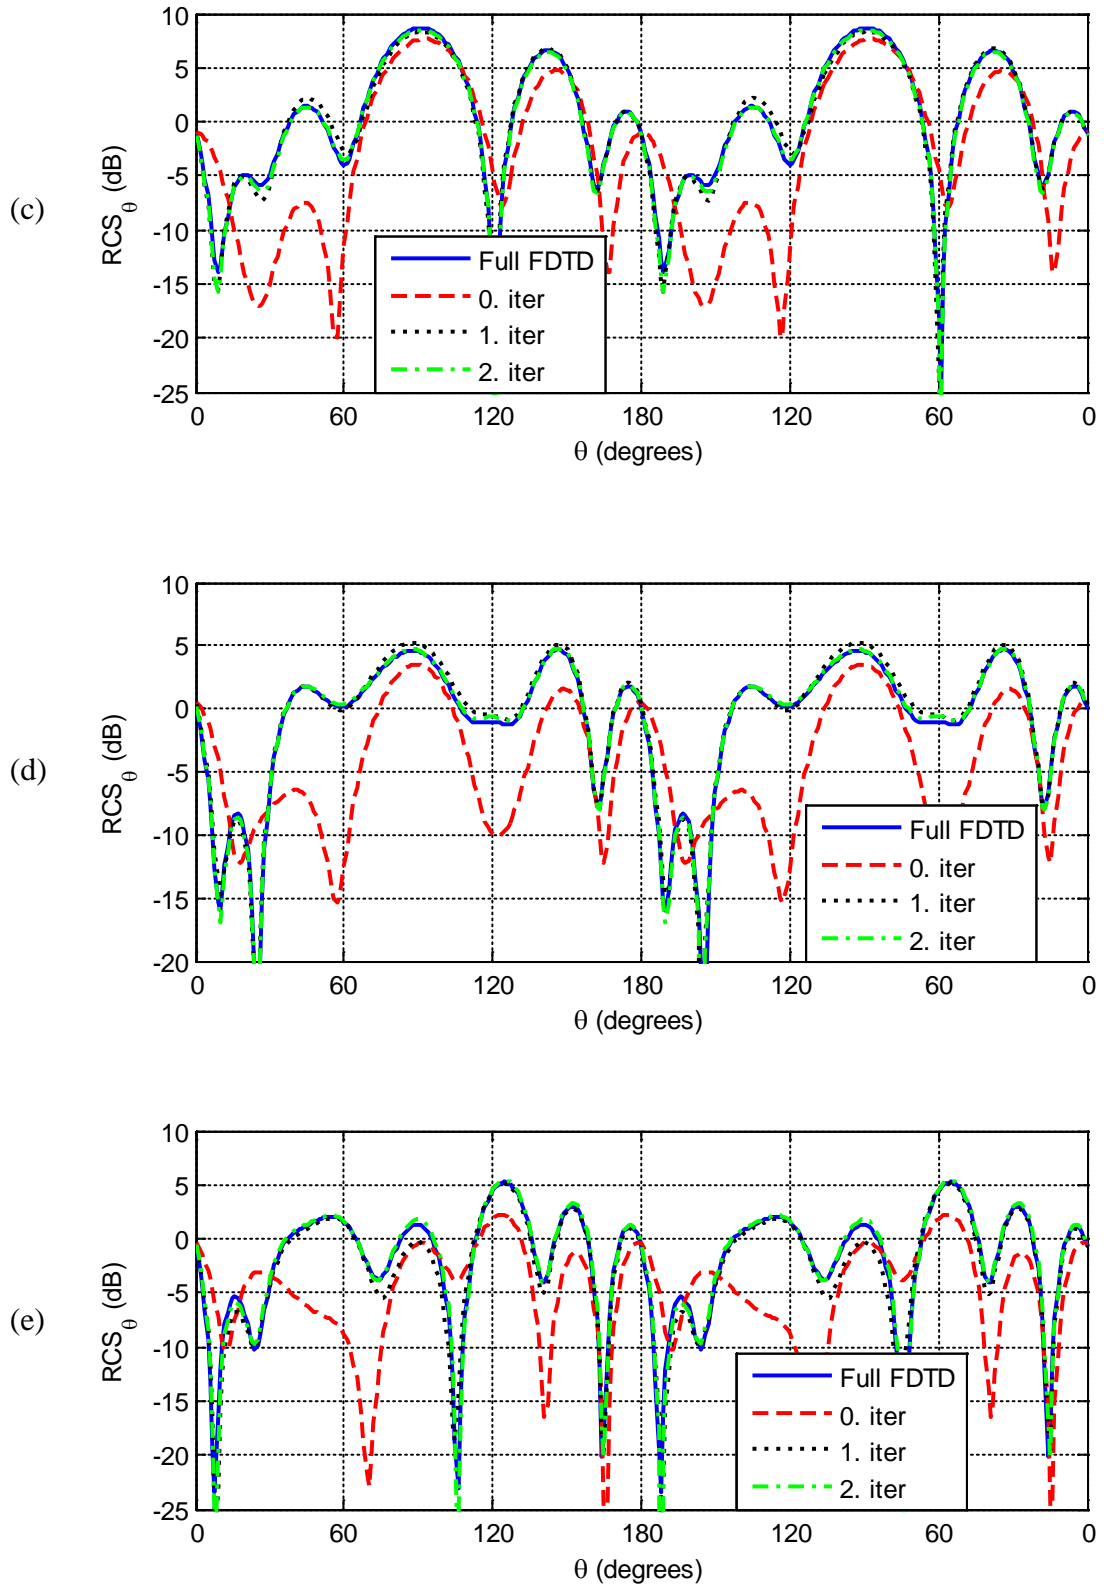 (c)
RCSθ (dB)
10
5
0
-5
-10
-15
-20
-25
Full FDTD
0. iter
1. iter
2. iter
0 60 120 180 120 60 0
θ (degrees)
(d)
RCSθ (dB)
10
5
0
-5
-10
-15
-20
Full FDTD
0. iter
1. iter
2. iter
0 60 120 180 120 60 0
θ (degrees)
(e)
RCSθ (dB)
10
5
0
-5
-10
-15
-20
-25
Full FDTD
0. iter
1. iter
2. iter
0 60 120 180 120 60 0
θ (degrees)